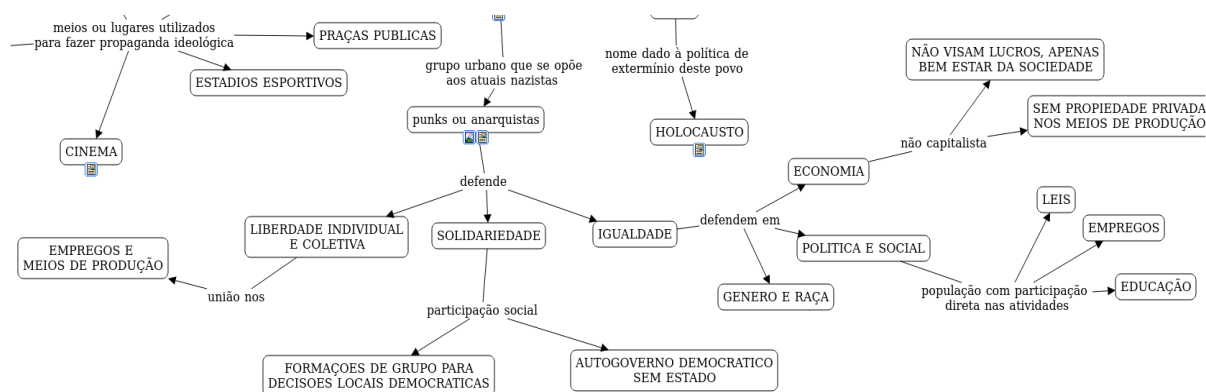 meios ou lugares utilizados
para fazer propaganda ideológica
PRAÇAS PUBLICAS
ESTADIOS ESPORTIVOS
CINEMA
grupo urbano que se opõe
aos atuais nazistas
punks ou anarquistas
nome dado à política de
extermínio deste povo
HOLOCAUSTO
NÃO VISAM LUCROS, APENAS
BEM ESTAR DA SOCIEDADE
SEM PROPIEDADE PRIVADA
NOS MEIOS DE PRODUÇÃO
não capitalista
ECONOMIA
defende
LIBERDADE INDIVIDUAL
E COLETIVA
SOLIDARIEDADE
IGUALDADE
defendem em
POLITICA E SOCIAL
GENERO E RAÇA
LEIS
EMPREGOS
EDUCAÇÃO
população com participação
direta nas atividades
EMPREGOS E
MEIOS DE PRODUÇÃO
união nos
participação social
FORMAÇOES DE GRUPO PARA
DECISOES LOCAIS DEMOCRATICAS
AUTOGOVERNO DEMOCRATICO
SEM ESTADO